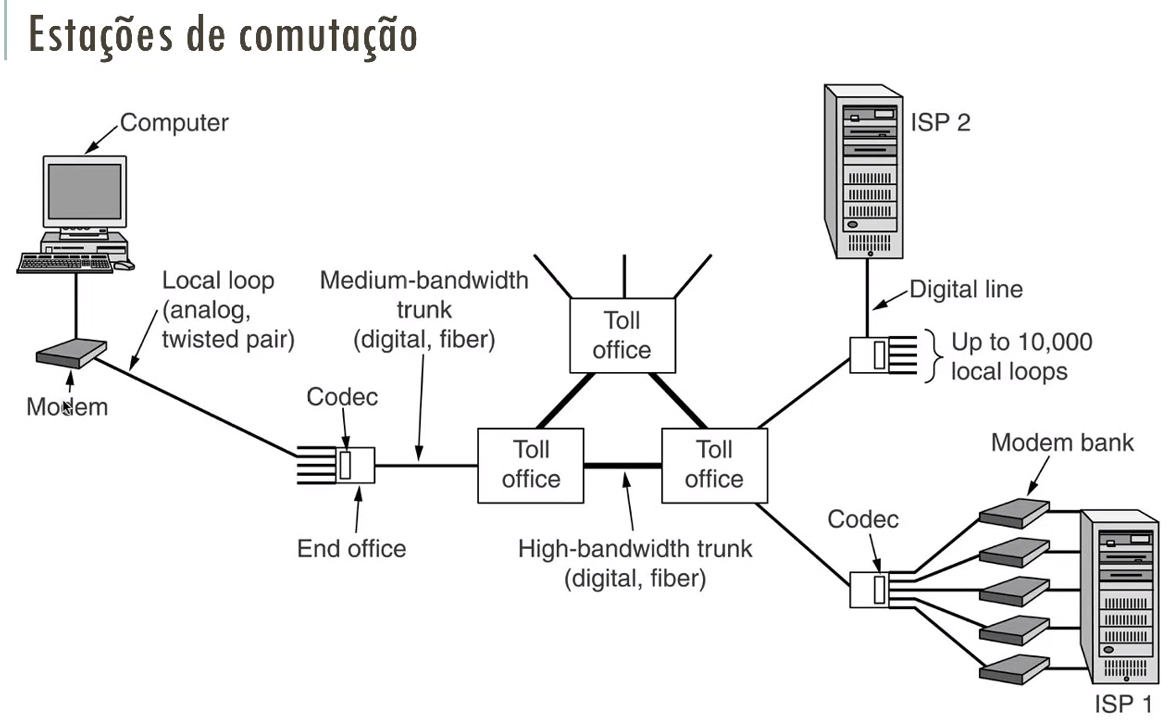 Estações de comutação
Computer
ISP 2
Local loop
(analog,
twisted pair)
Medium-bandwidth
trunk
(digital, fiber)
Digital line
Toll
office
Up to 10,000
local loops
Modem
Codec
Toll
office
Toll
office
Modem bank
End office
High-bandwidth trunk
(digital, fiber)
Codec
ISP 1